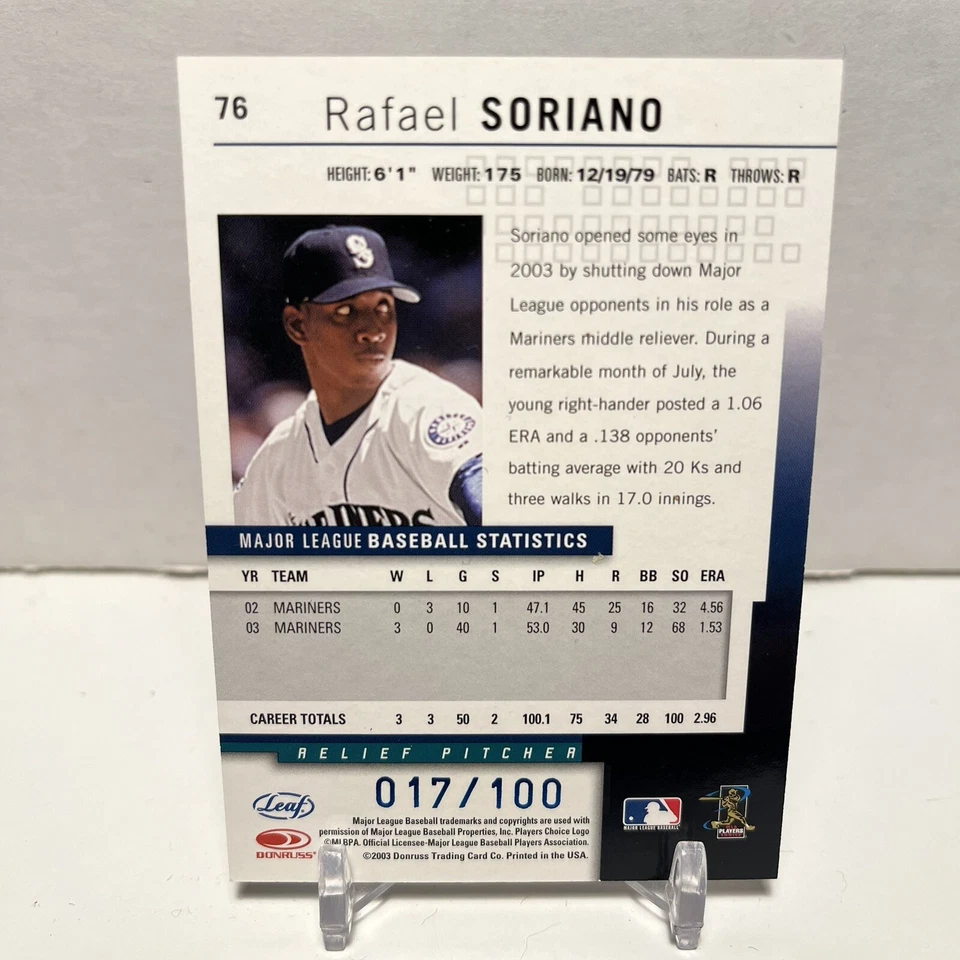 76 Rafael SORIANO
HEIGHT: 6'1" WEIGHT: 175 BORN: 12/19/79 BATS: R THROWS: R
S
Soriano opened some eyes in
2003 by shutting down Major
League opponents in his role as a
Mariners middle reliever. During a
remarkable month of July, the
young right-hander posted a 1.06
ERA and a .138 opponents'
batting average with 20 Ks and
three walks in 17.0 innings.
MAJOR LEAGUE BASEBALL STATISTICS
YR TEAM W L G S IP H R BB SO ERA
02 MARINERS 0 3 10 1 47.1 45 25 16 32 4.56
03 MARINERS 3 0 40 1 53.0 30 9 12 68 1.53
CAREER TOTALS 3 3 50 2 100.1 75 34 28 100 2.96
RELIEF PITCHER
017/100
Leaf
DONRUSS
Major League Baseball trademarks and copyrights are used with
permission of Major League Baseball Properties, Inc. Players Choice Logo
©MLBPA. Official Licensee-Major League Baseball Players Association.
©2003 Donruss Trading Card Co. Printed in the USA.
MAJOR LEAGUE BASEBALL
PLAYERS